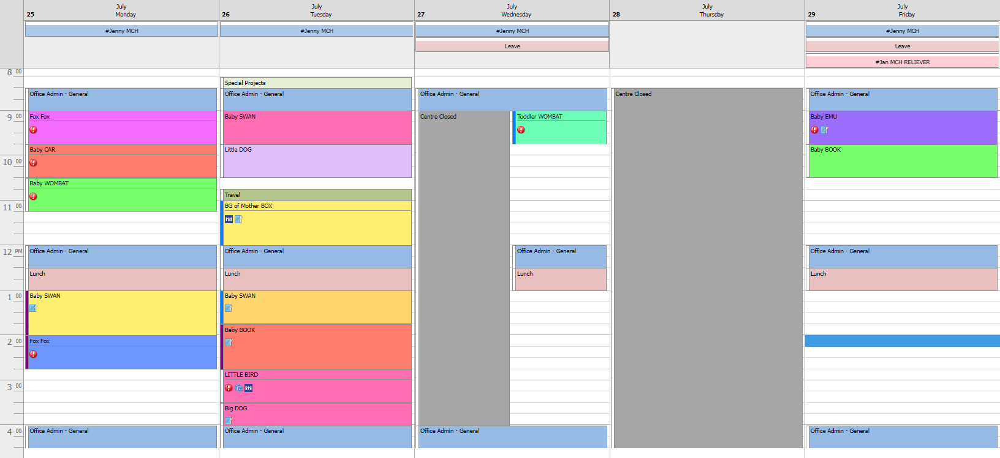 July July July July July
25 Monday 26 Tuesday 27 Wednesday 28 Thursday 29 Friday
#Jenny MCH #Jenny MCH #Jenny MCH #Jenny MCH
Leave Leave
#Jan MCH RELIEVER
8 00
Special Projects
Office Admin - General Office Admin - General Office Admin - General Centre Closed Office Admin - General
9 00 Fox Fox Baby SWAN Centre Closed Toddler WOMBAT Baby EMU
Baby CAR Little DOG Baby BOOK
10 00
Baby WOMBAT
Travel
11 00 BG of Mother BOX
12 PM Office Admin - General Office Admin - General Office Admin - General Office Admin - General
Lunch Lunch Lunch Lunch
1 00 Baby SWAN Baby SWAN
Baby BOOK
2 00 Fox Fox
LITTLE BIRD
3 00
Big DOG
4 00 Office Admin - General Office Admin - General Office Admin - General Office Admin - General